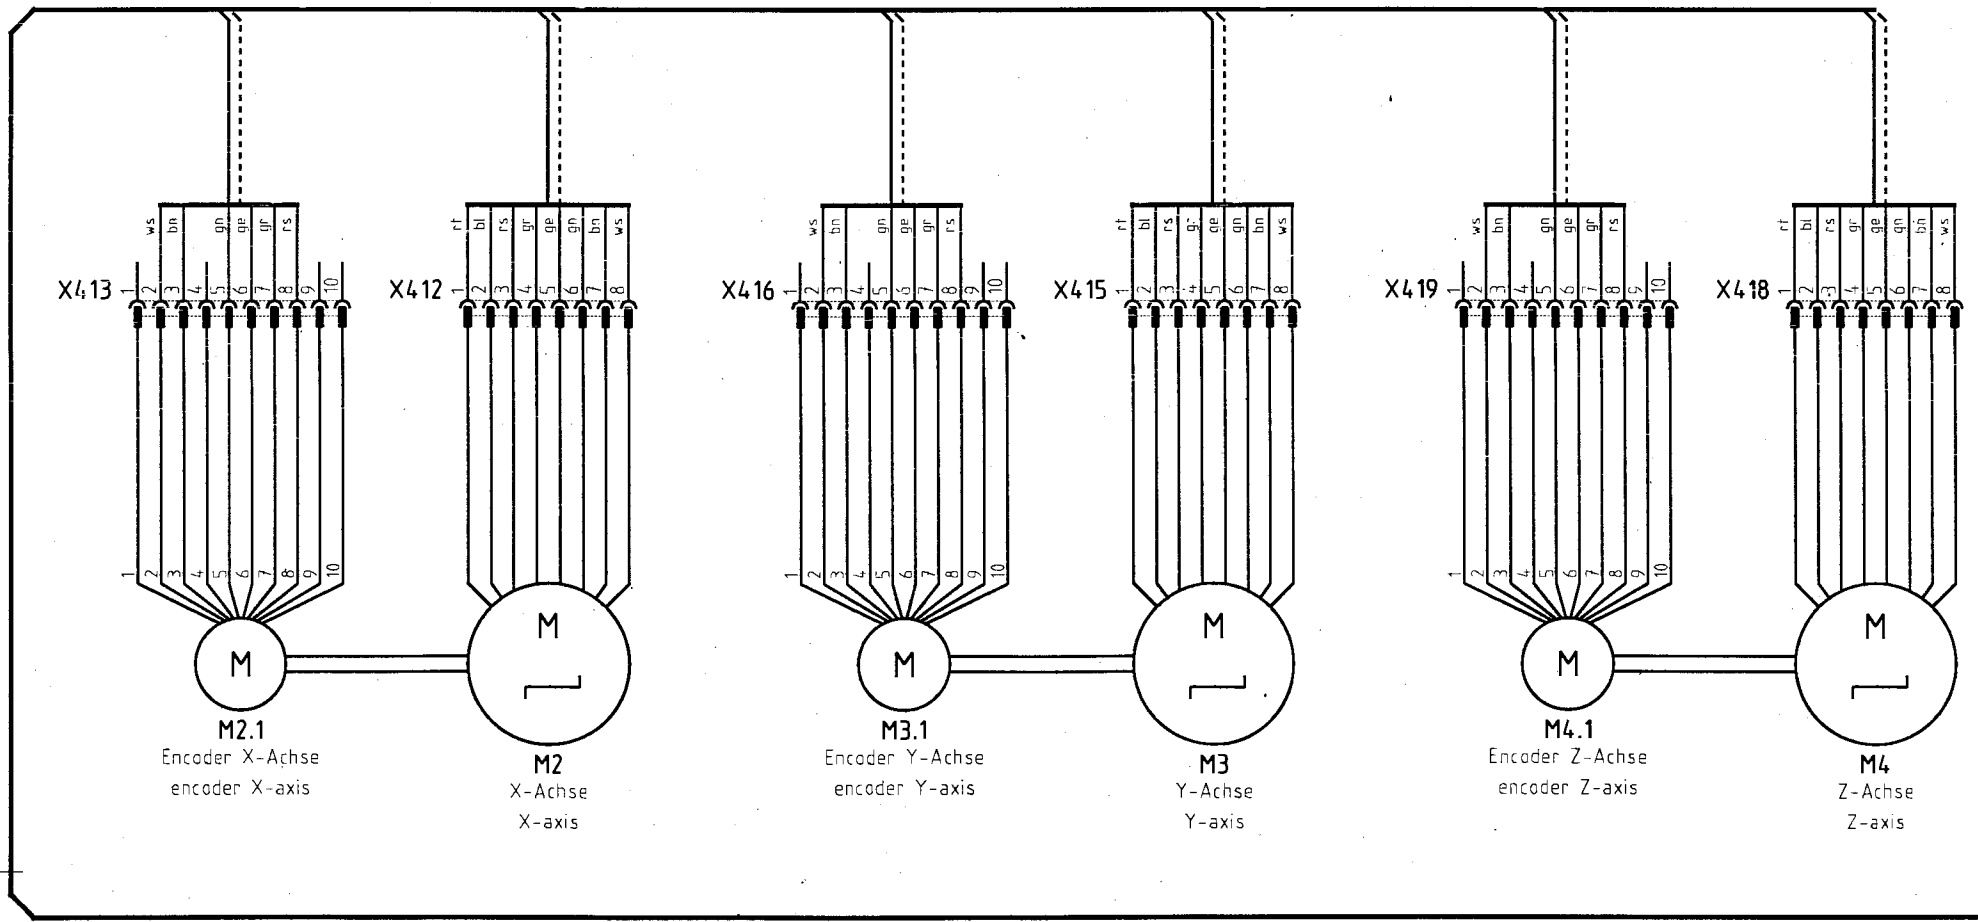 ws bn gn ge gr rs
X413 1 2 3 4 5 6 7 8 9 10
rt bl rs gr ge gn bn ws
X412 1 2 3 4 5 6 7 8
ws bn gn ge gr rs
X416 1 2 3 4 5 6 7 8 9 10
rt bl rs gr ge gn bn ws
X415 1 2 3 4 5 6 7 8
ws bn gn ge gr rs
X419 1 2 3 4 5 6 7 8 9 10
rt bl rs gr ge gn bn ws
X418 1 2 3 4 5 6 7 8
1 2 3 4 5 6 7 8 9 10
M
M2.1
Encoder X-Achse
encoder X-axis
M
M2
X-Achse
X-axis
1 2 3 4 5 6 7 8 9 10
M
M3.1
Encoder Y-Achse
encoder Y-axis
M
M3
Y-Achse
Y-axis
1 2 3 4 5 6 7 8 9 10
M
M4.1
Encoder Z-Achse
encoder Z-axis
M
M4
Z-Achse
Z-axis